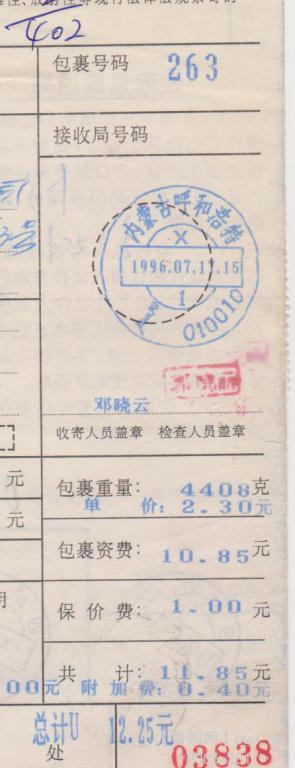 402
包裹号码 263
接收局号码
内蒙古呼和浩特
1996.07.17.15
1
010010
邓晓云
收寄人员盖章 检查人员盖章
元 包裹重量: 4408克
单 价: 2.30元
元 包裹资费: 10.85元
保价费: 1.00元
共 计: 11.85元
00元 附加费: 0.40元
总计U 12.25元
处
03838